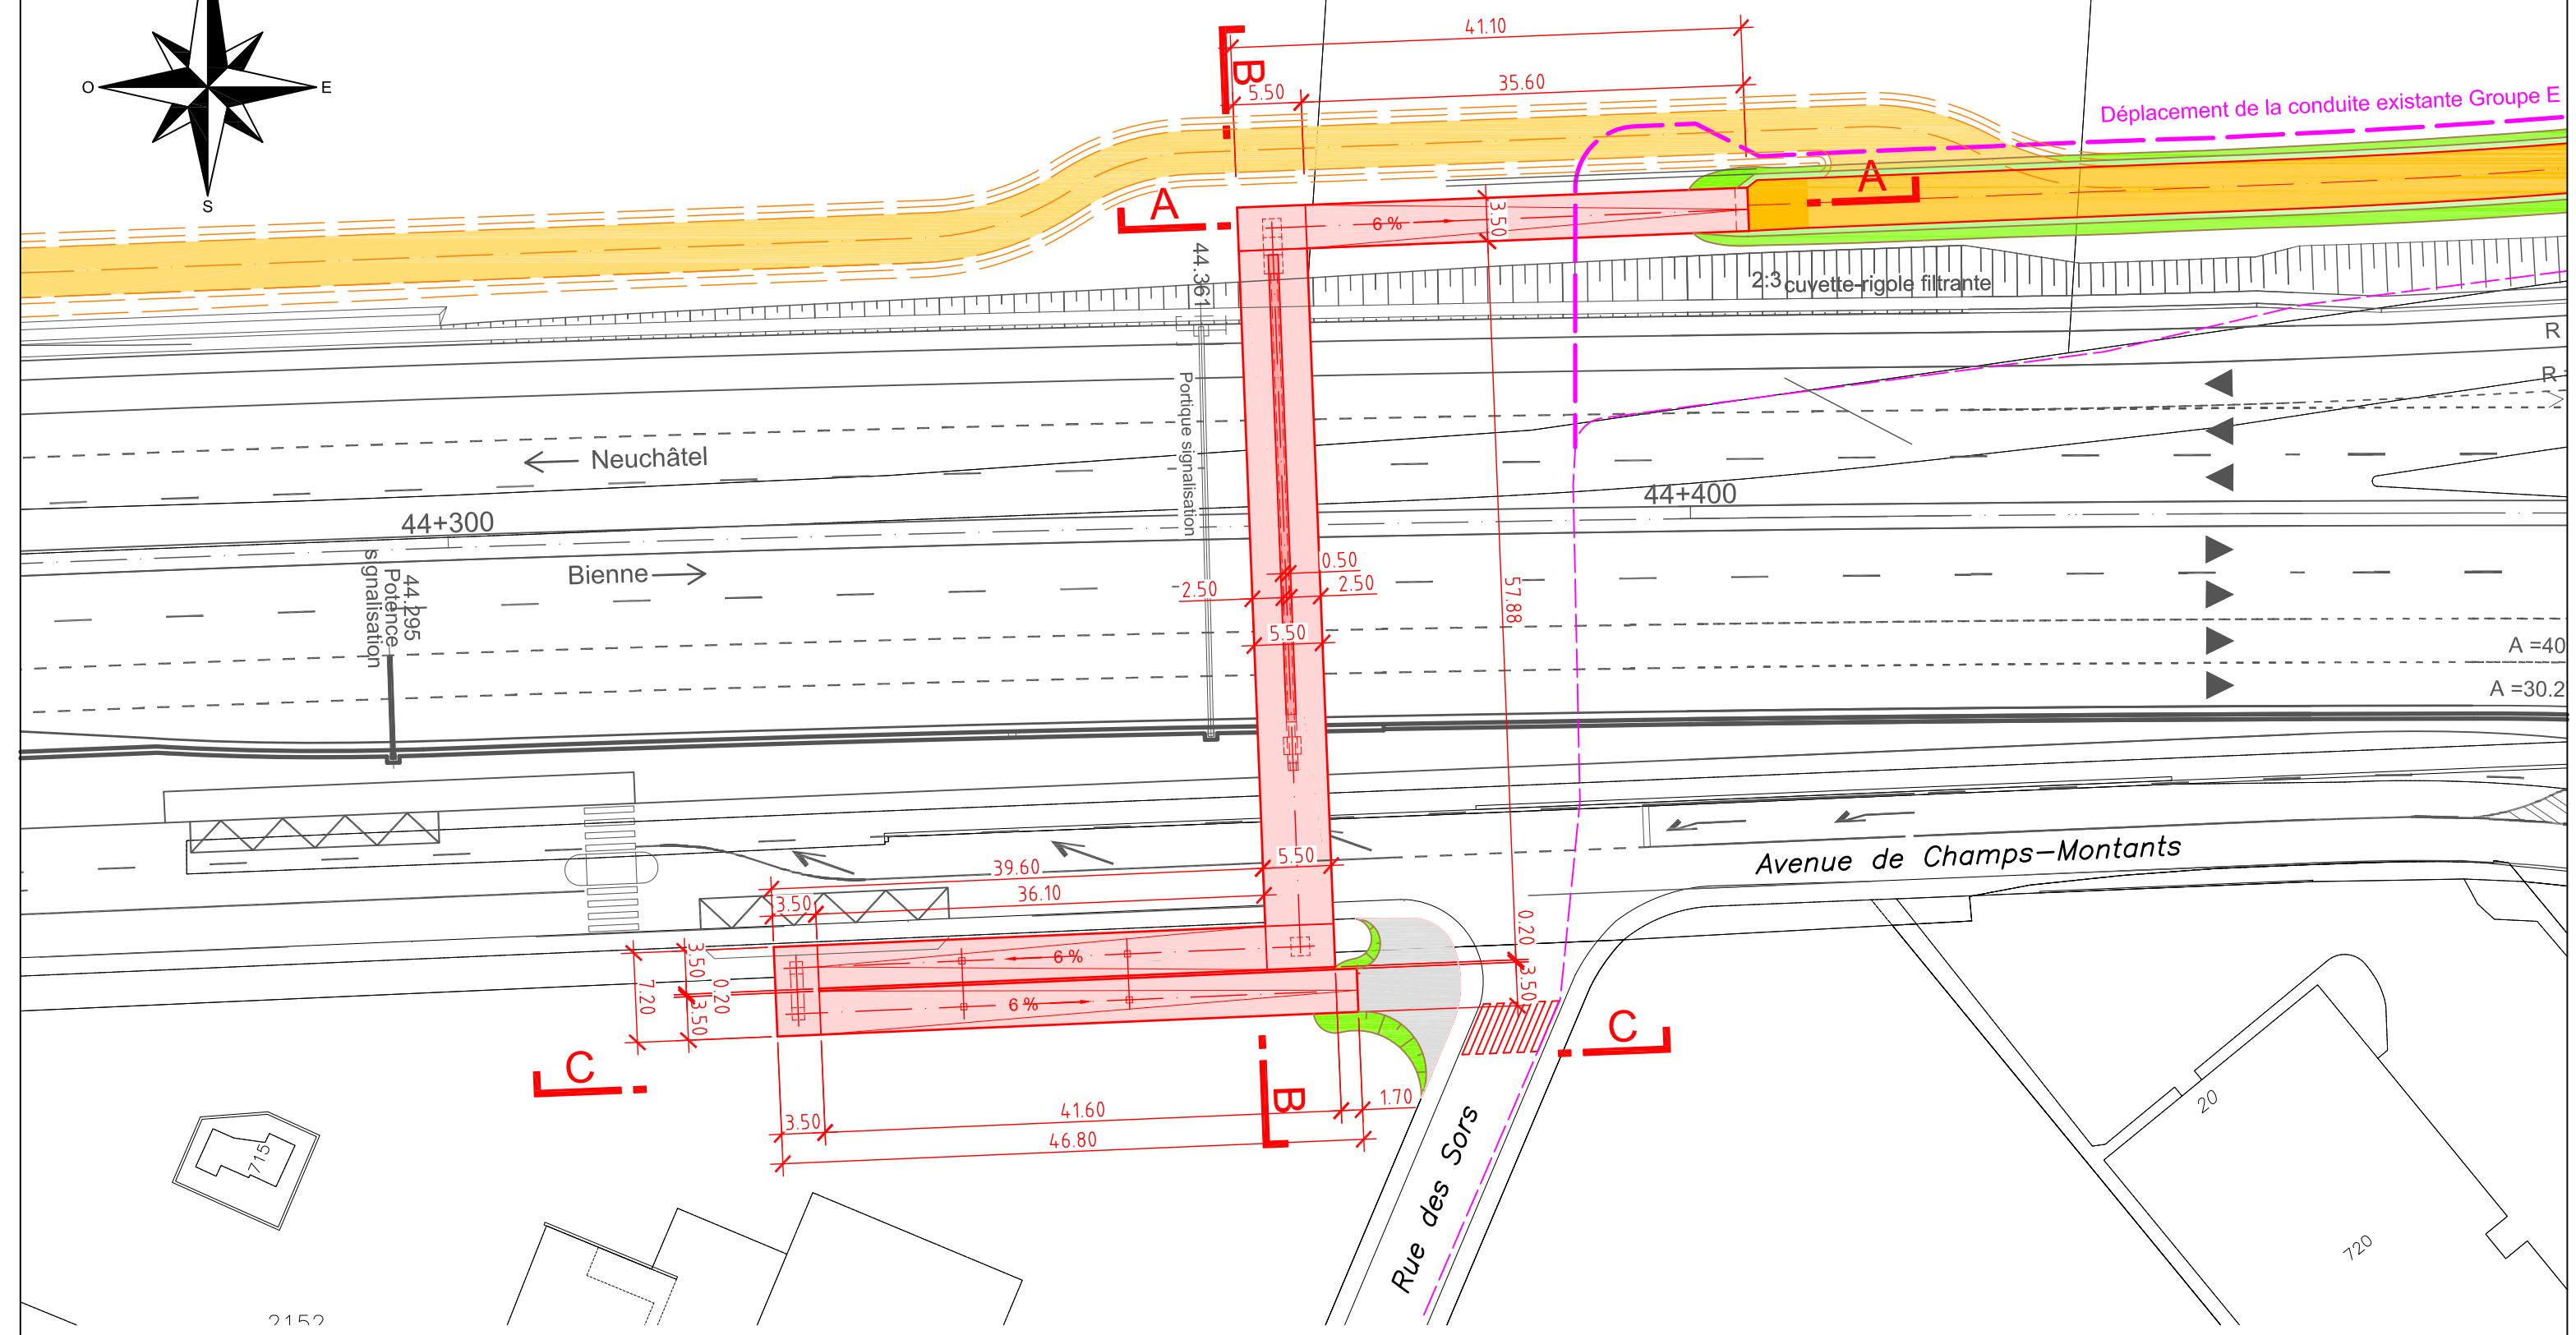 41.10
B
5.50
35.60
Déplacement de la conduite existante Groupe E
O
E
S
A
A
6 %
3.50
44.361
2:3
cuvette-rigole filtrante
R
R
Portique signalisation
Neuchâtel
44+400
44+300
Bienne
44.295
Potence
signalisation
0.50
2.50
2.50
57.88
5.50
A =40
A =30.2
Avenue de Champs-Montants
5.50
39.60
36.10
3.50
0.20
3.50
3.50
7.20
0.20
3.50
6 %
6 %
C
C
B
1.70
41.60
3.50
46.80
Rue des Sors
715
20
720
2152